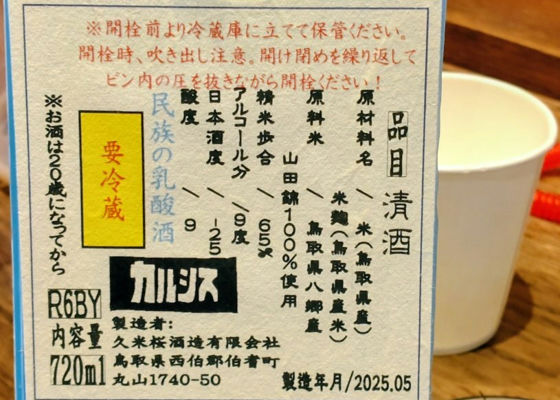 ※開栓前より冷蔵庫に立てて保管ください。
開栓時、吹き出し注意。開け閉めを繰り返して
ビン内の圧を抜きながら開栓ください！
品目 清酒
原材料名／米（鳥取県産）
米麹（鳥取県産米）
原料米／鳥取県八郷産
山田錦100％使用
精米歩合／65％
アルコール分／9度
日本酒度／-25
酸度／9
民族の乳酸酒
要冷蔵
※お酒は20歳になってから
カルシス
R6BY
内容量
720ml
製造者：
久米桜酒造有限会社
鳥取県西伯郡伯耆町
丸山1740-50
製造年月/2025.05